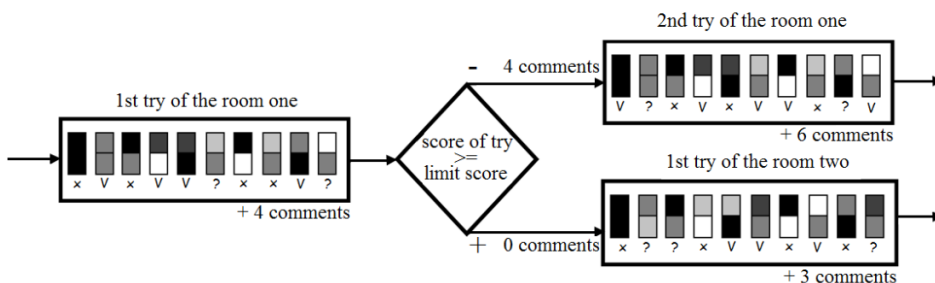 1st try of the room one
x V x V V ? x x V ?
+ 4 comments
score of try
>=
limit score
-
4 comments
+
0 comments
2nd try of the room one
V ? x V x V V x ? V
+ 6 comments
1st try of the room two
x ? ? x V V x V x ?
+ 3 comments